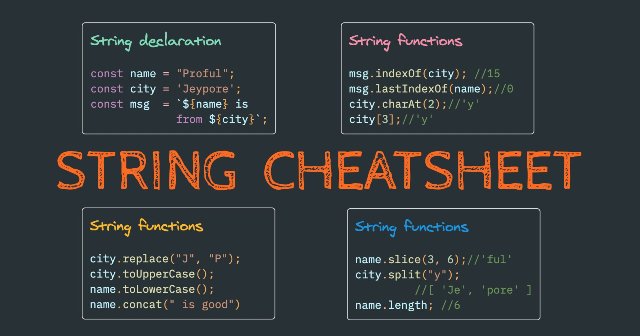 String declaration
const name = "Proful";
const city = 'Jeypore';
const msg = `${name} is
from ${city}`;
String functions
msg.indexOf(city); //15
msg.lastIndexOf(name);//0
city.charAt(2);//'y'
city[3];//'y'
STRING CHEATSHEET
String functions
city.replace("J", "P");
city.toUpperCase();
name.toLowerCase();
name.concat(" is good")
String functions
name.slice(3, 6);//'ful'
city.split("y");
//[ 'Je', 'pore' ]
name.length; //6